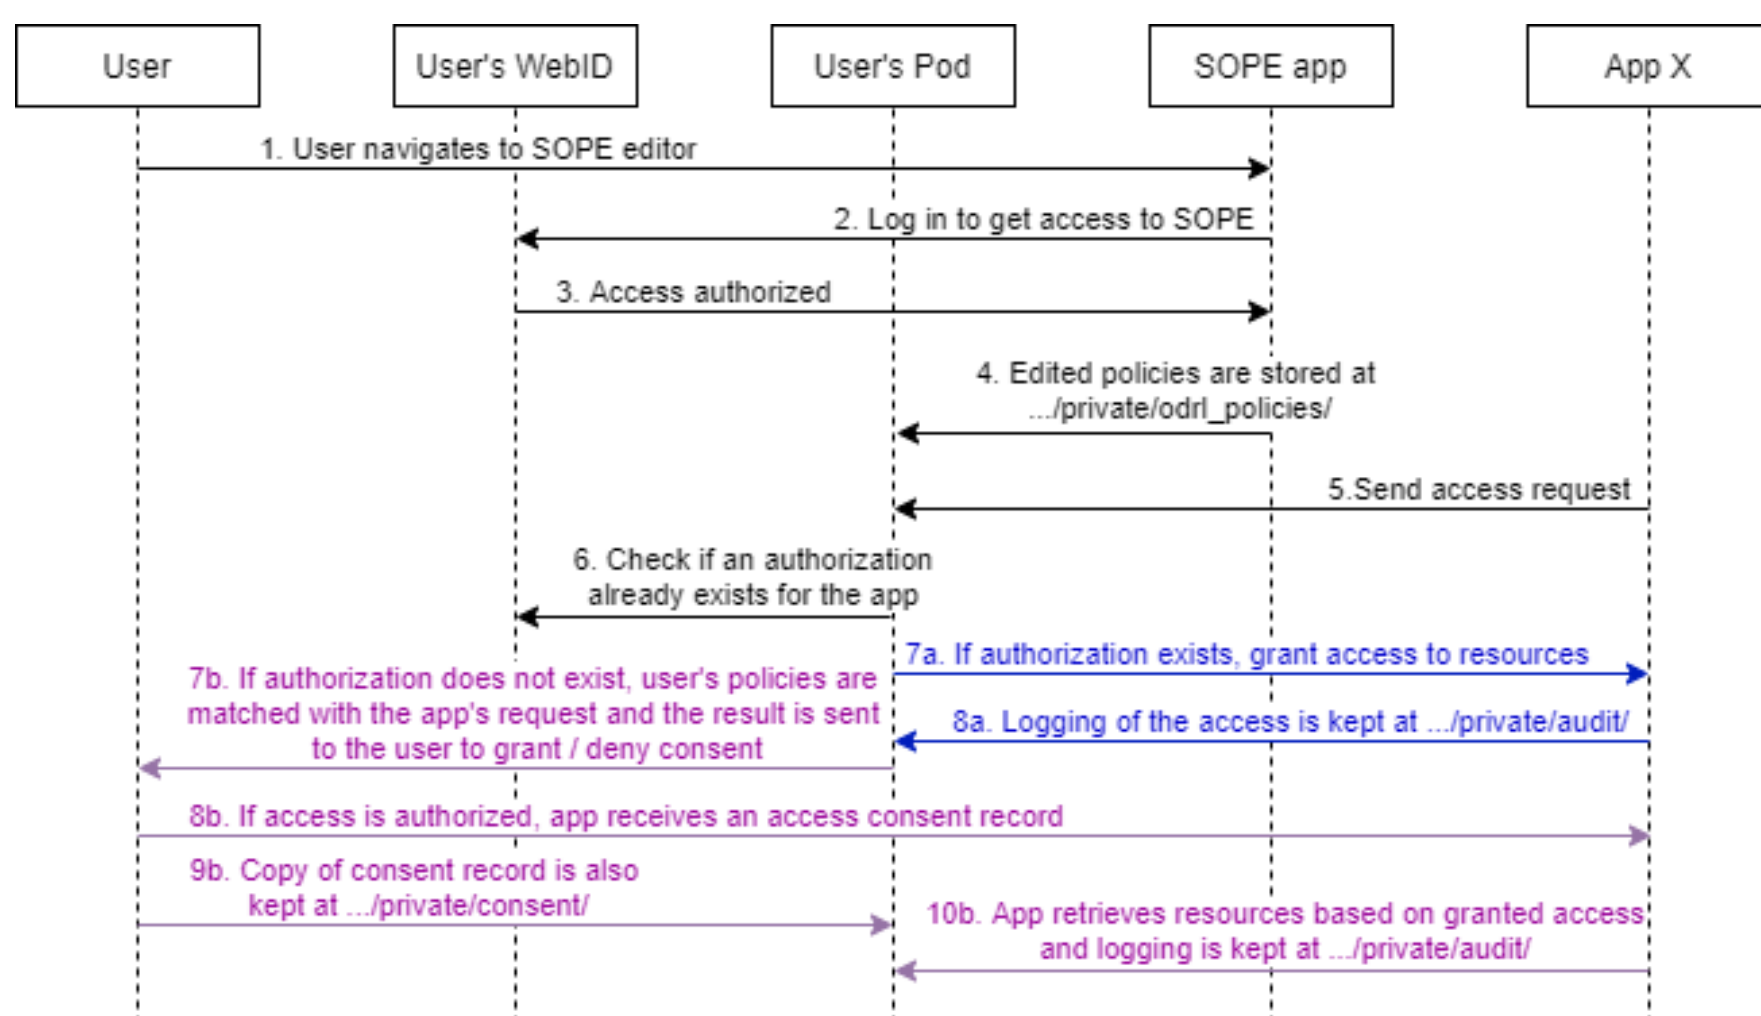 User
User's WebID
User's Pod
SOPE app
App X
1. User navigates to SOPE editor
2. Log in to get access to SOPE
3. Access authorized
4. Edited policies are stored at
.../private/odrl_policies/
5.Send access request
6. Check if an authorization
already exists for the app
7a. If authorization exists, grant access to resources
7b. If authorization does not exist, user's policies are
matched with the app's request and the result is sent
to the user to grant / deny consent
8a. Logging of the access is kept at .../private/audit/
8b. If access is authorized, app receives an access consent record
9b. Copy of consent record is also
kept at .../private/consent/
10b. App retrieves resources based on granted access
and logging is kept at .../private/audit/